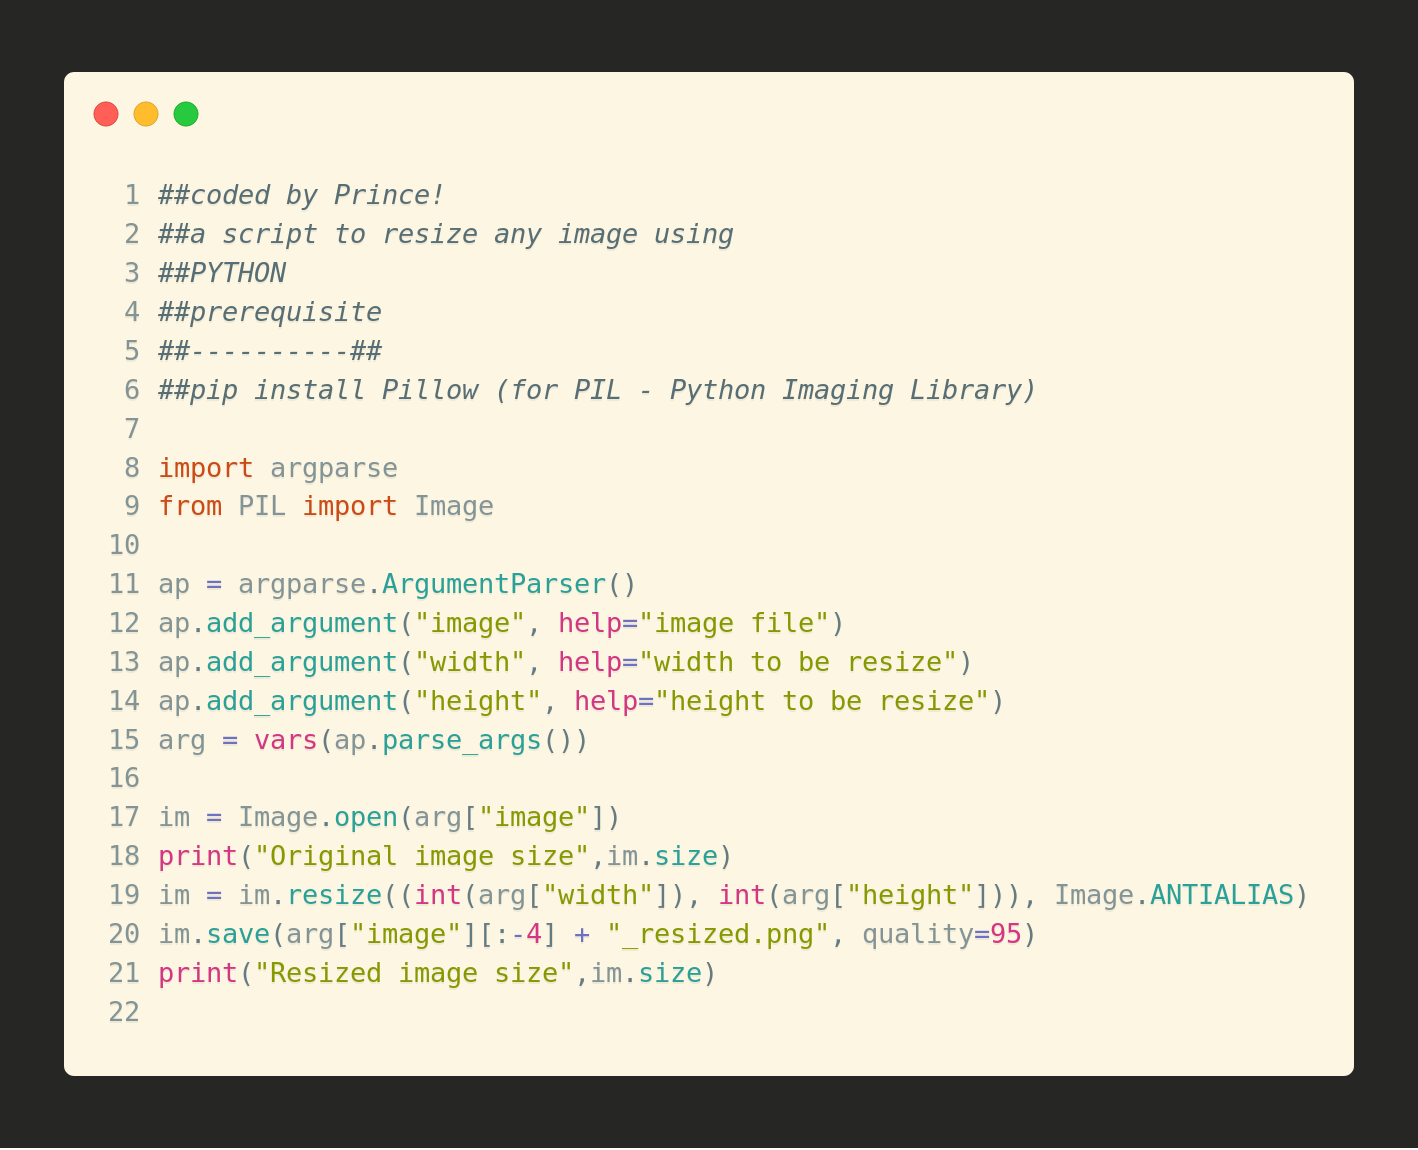 1 ##coded by Prince!
2 ##a script to resize any image using
3 ##PYTHON
4 ##prerequisite
5 ##----------##
6 ##pip install Pillow (for PIL - Python Imaging Library)
7
8 import argparse
9 from PIL import Image
10
11 ap = argparse.ArgumentParser()
12 ap.add_argument("image", help="image file")
13 ap.add_argument("width", help="width to be resize")
14 ap.add_argument("height", help="height to be resize")
15 arg = vars(ap.parse_args())
16
17 im = Image.open(arg["image"])
18 print("Original image size",im.size)
19 im = im.resize((int(arg["width"]), int(arg["height"])), Image.ANTIALIAS)
20 im.save(arg["image"][:-4] + "_resized.png", quality=95)
21 print("Resized image size",im.size)
22